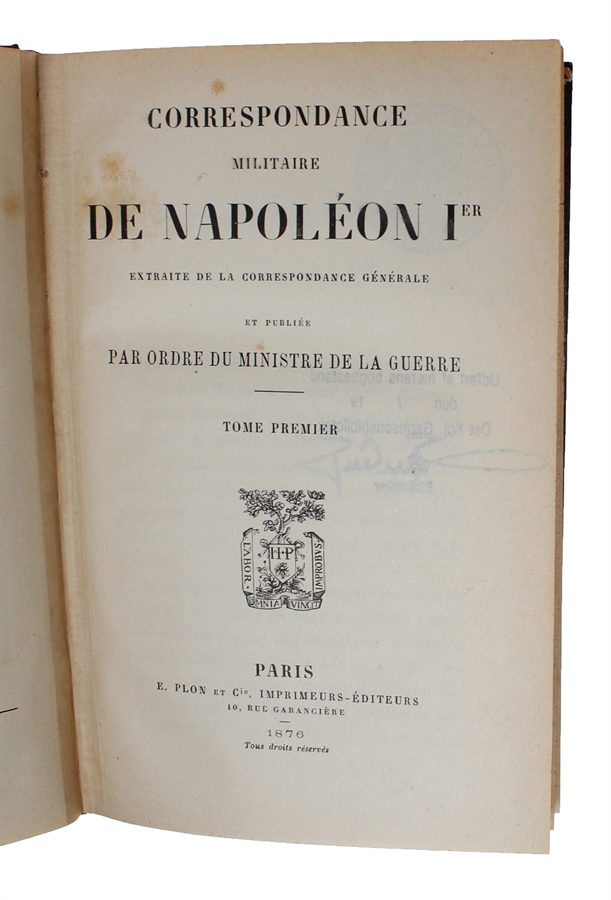 CORRESPONDANCE
MILITAIRE
DE NAPOLÉON IER
EXTRAITE DE LA CORRESPONDANCE GÉNÉRALE
ET PUBLIÉE
PAR ORDRE DU MINISTRE DE LA GUERRE
TOME PREMIER
H·P
LABOR·
OMNIA VINCIT
IMPROBVS·
PARIS
E. PLON ET Cie, IMPRIMEURS-ÉDITEURS
10, RUE GARANCIÈRE
1876
Tous droits réservés